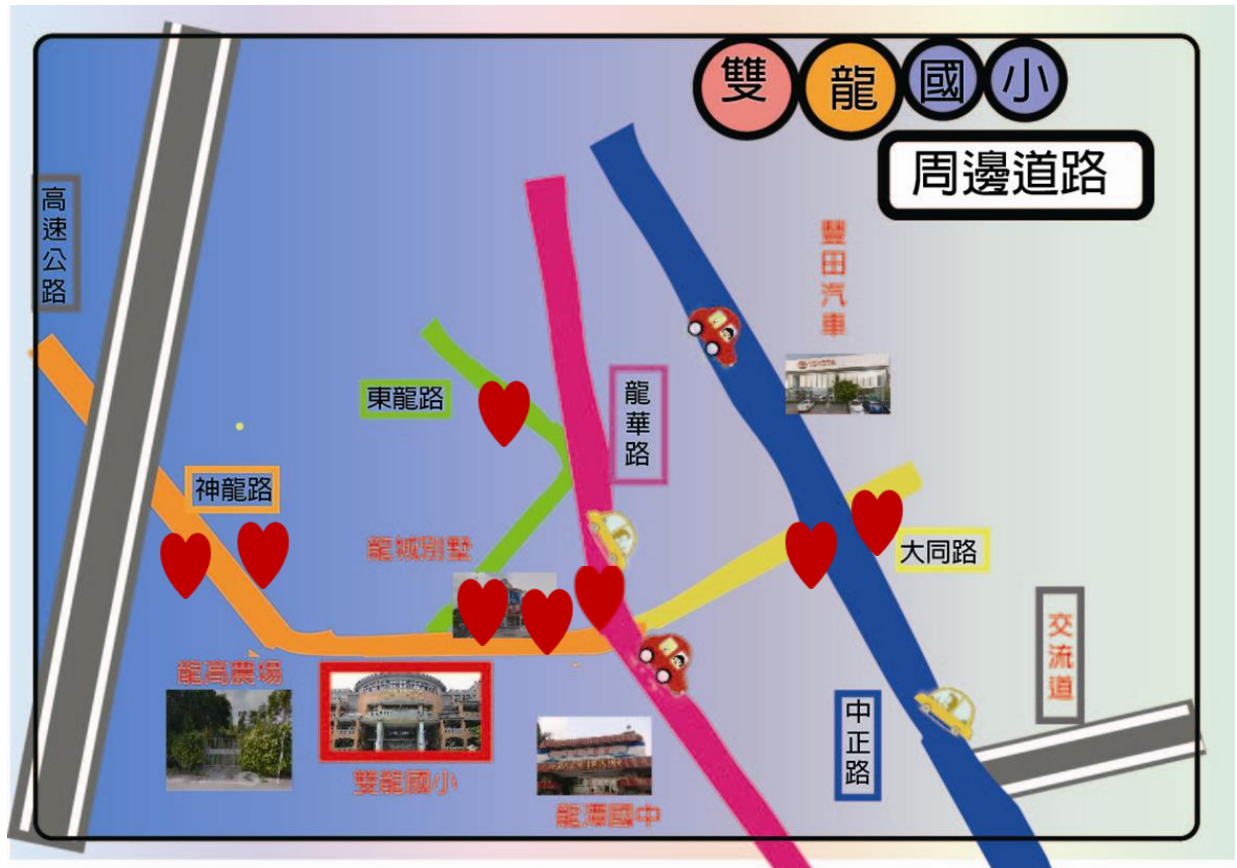 雙龍國小
周邊道路
高速公路
豐田汽車
TOYOTA
東龍路
龍華路
神龍路
龍城別墅
大同路
交流道
龍高農場
雙龍國小
龍潭國中
中正路